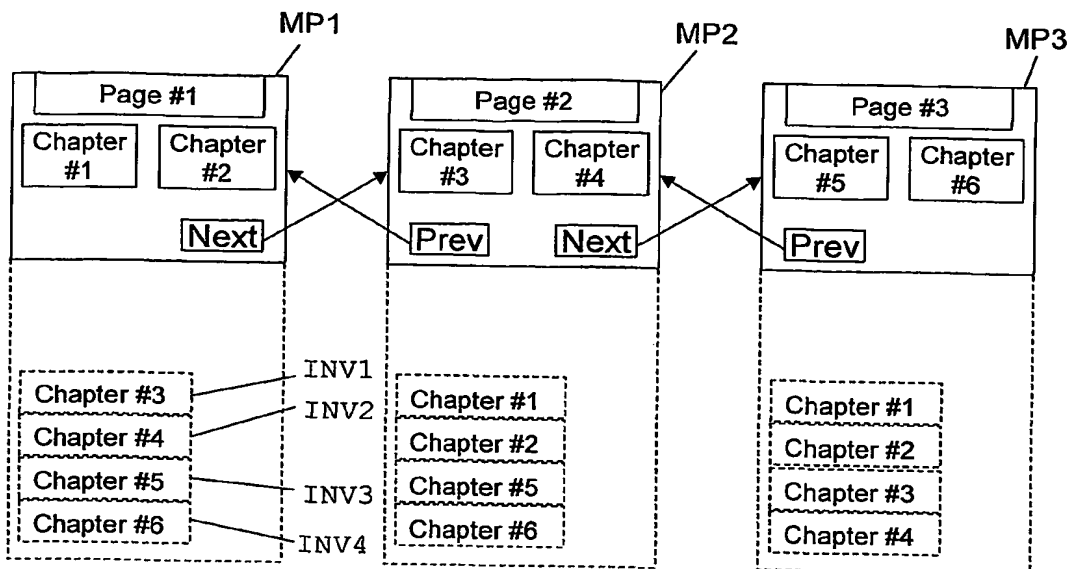 MP1
Page #1
Chapter #1
Chapter #2
Next
MP2
Page #2
Chapter #3
Chapter #4
Prev
Next
MP3
Page #3
Chapter #5
Chapter #6
Prev
Chapter #3
Chapter #4
Chapter #5
Chapter #6
INV1
INV2
INV3
INV4
Chapter #1
Chapter #2
Chapter #5
Chapter #6
Chapter #1
Chapter #2
Chapter #3
Chapter #4